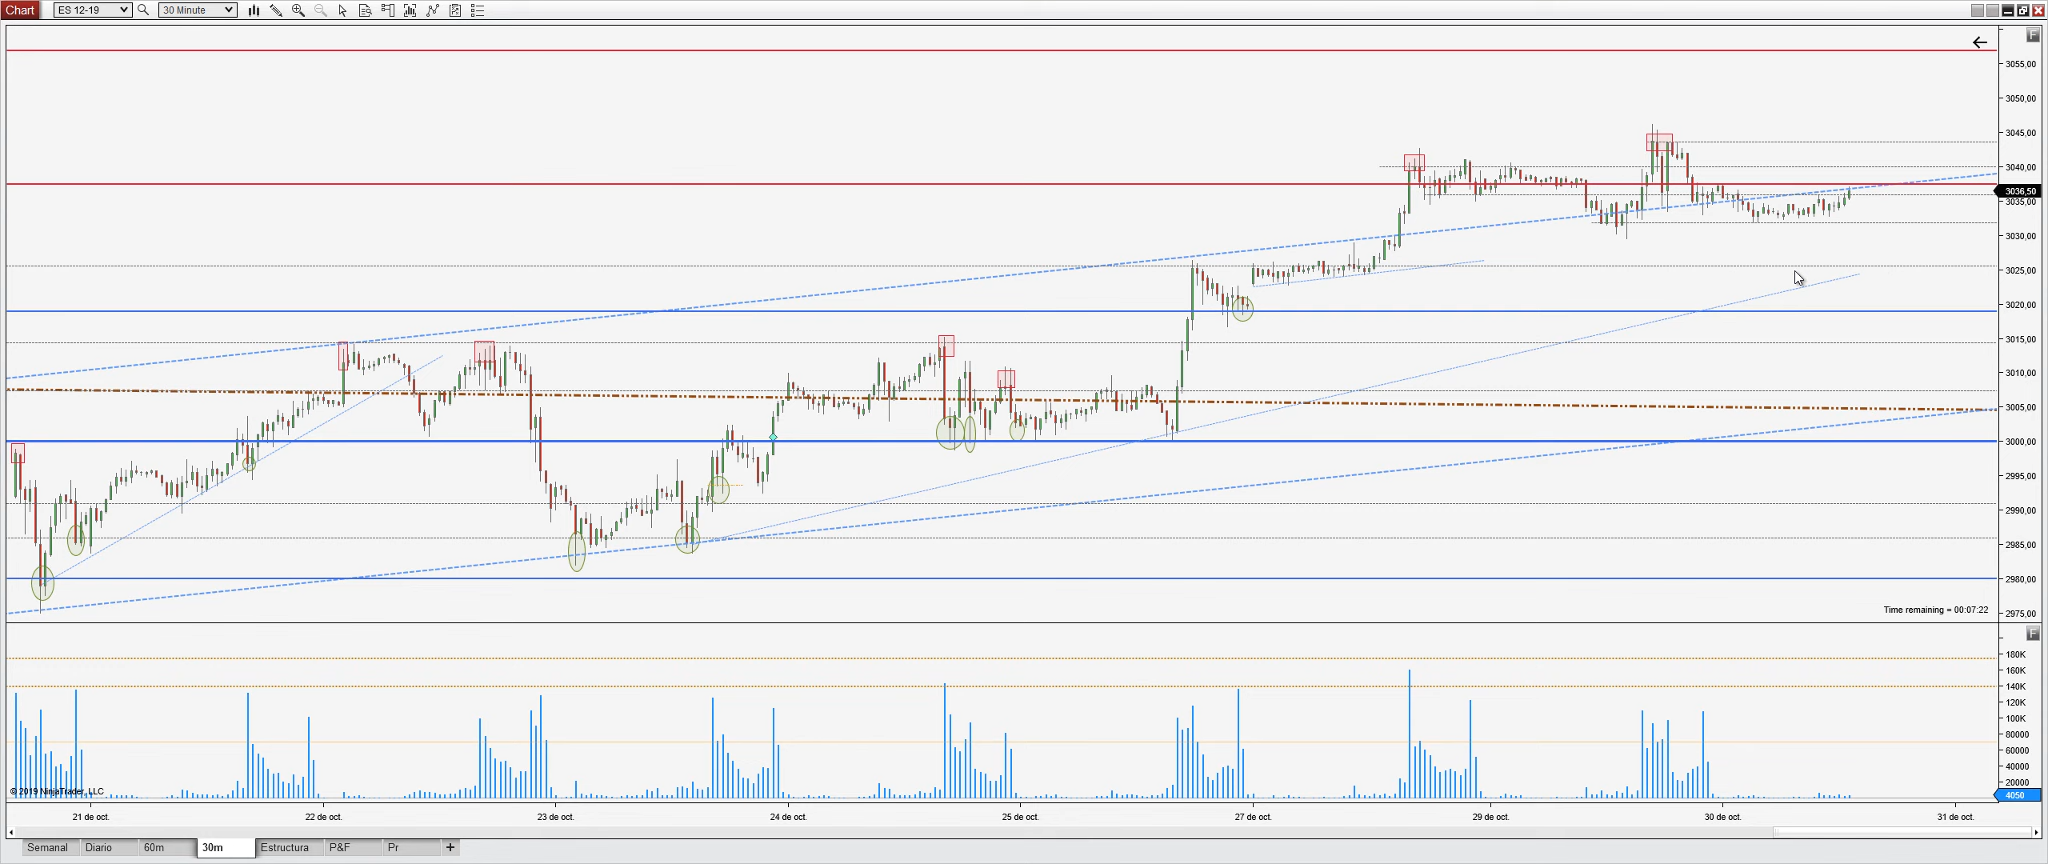 Chart ES 12-19 30 Minute
F
3055,00
3050,00
3045,00
3040,00
3036,50
3035,00
3030,00
3025,00
3020,00
3015,00
3010,00
3005,00
3000,00
2995,00
2990,00
2985,00
2980,00
Time remaining = 00:07:22
2975,00
F
180K
160K
140K
120K
100K
80000
60000
40000
20000
© 2019 NinjaTrader, LLC
4050
21 de oct. 22 de oct. 23 de oct. 24 de oct. 25 de oct. 27 de oct. 29 de oct. 30 de oct. 31 de oct.
Semanal Diario 60m 30m Estructura P&F Pr +